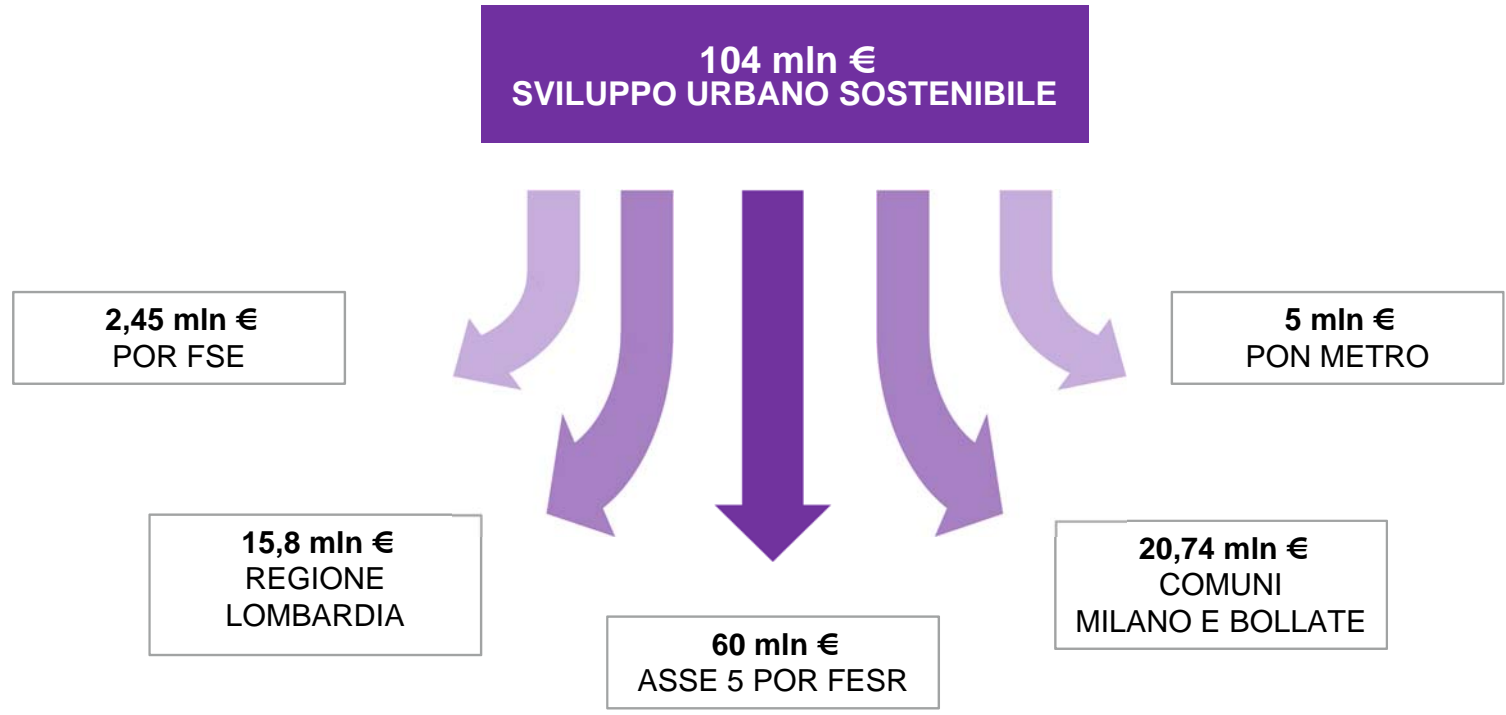 104 mln €
SVILUPPO URBANO SOSTENIBILE
2,45 mln €
POR FSE
5 mln €
PON METRO
15,8 mln €
REGIONE
LOMBARDIA
60 mln €
ASSE 5 POR FESR
20,74 mln €
COMUNI
MILANO E BOLLATE